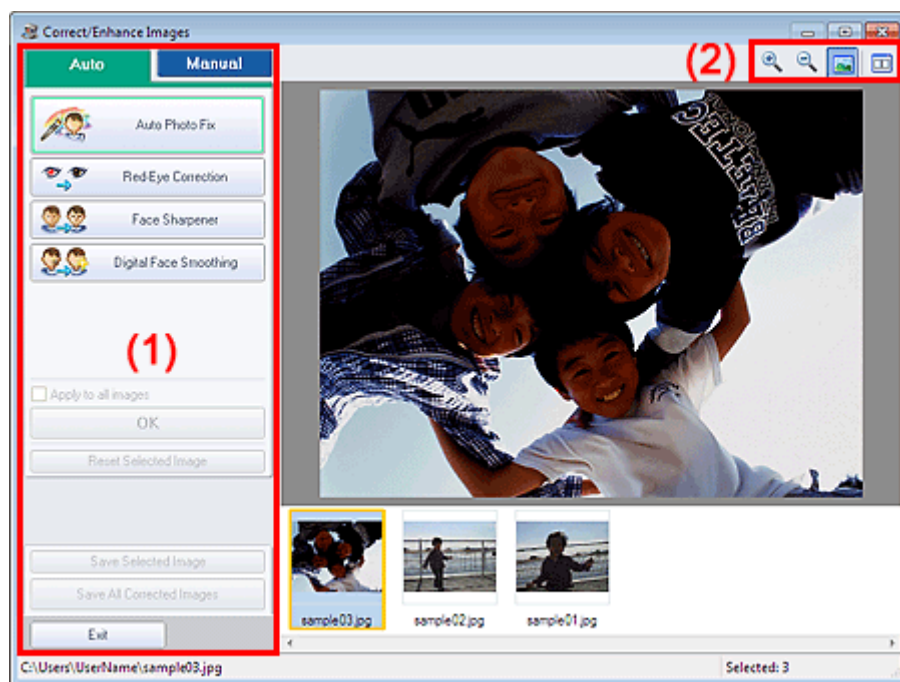 Correct/Enhance Images
Auto
Manual
(2)
Auto Photo Fix
Red-Eye Correction
Face Sharpener
Digital Face Smoothing
(1)
Apply to all images
OK
Reset Selected Image
Save Selected Image
Save All Corrected Images
Exit
sample03.jpg
sample02.jpg
sample01.jpg
C:\Users\UserName\sample03.jpg
Selected: 3